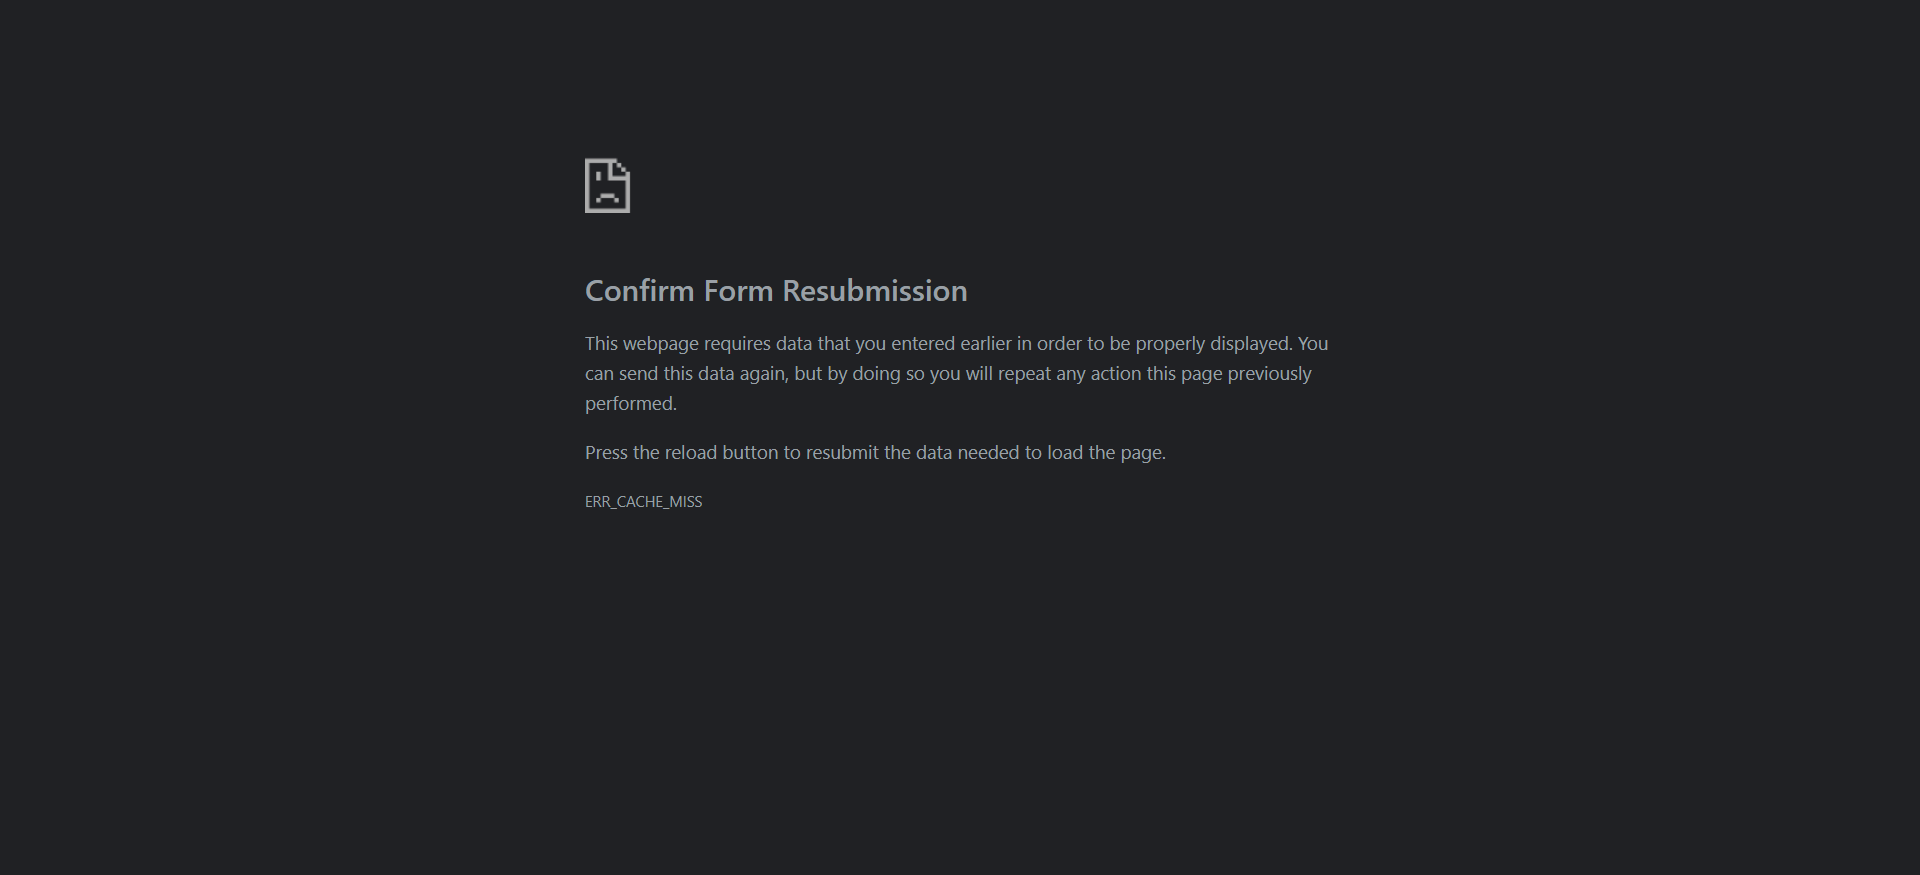 Confirm Form Resubmission
This webpage requires data that you entered earlier in order to be properly displayed. You
can send this data again, but by doing so you will repeat any action this page previously
performed.
Press the reload button to resubmit the data needed to load the page.
ERR_CACHE_MISS